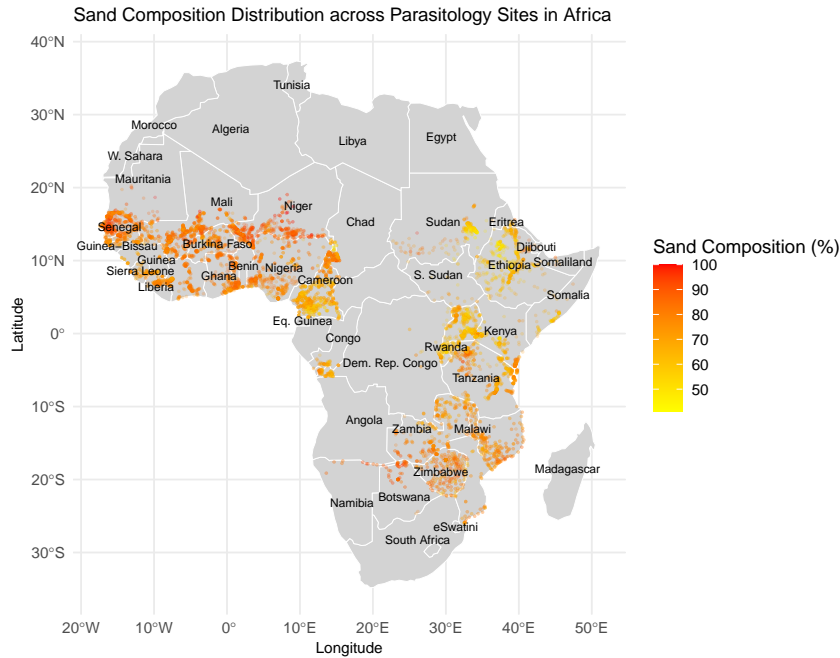 Sand Composition Distribution across Parasitology Sites in Africa
40°N
30°N
20°N
10°N
0°
10°S
20°S
30°S
Latitude
Tunisia
Morocco
Algeria
Libya
Egypt
W. Sahara
Mauritania
Mali
Niger
Chad
Sudan
Eritrea
Senegal
Djibouti
Guinea-Bissau
Burkina Faso
Guinea
Benin
Nigeria
Ethiopia
Somaliland
Sierra Leone
Ghana
Cameroon
S. Sudan
Liberia
Somalia
Eq. Guinea
Congo
Kenya
Rwanda
Dem. Rep. Congo
Tanzania
Angola
Zambia
Malawi
Zimbabwe
Madagascar
Namibia
Botswana
eSwatini
South Africa
20°W 10°W 0° 10°E 20°E 30°E 40°E 50°E
Longitude
Sand Composition (%)
100
90
80
70
60
50